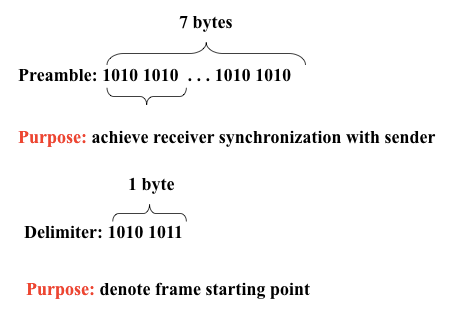 7 bytes
Preamble: 1010 1010 . . . 1010 1010
Purpose: achieve receiver synchronization with sender
1 byte
Delimiter: 1010 1011
Purpose: denote frame starting point